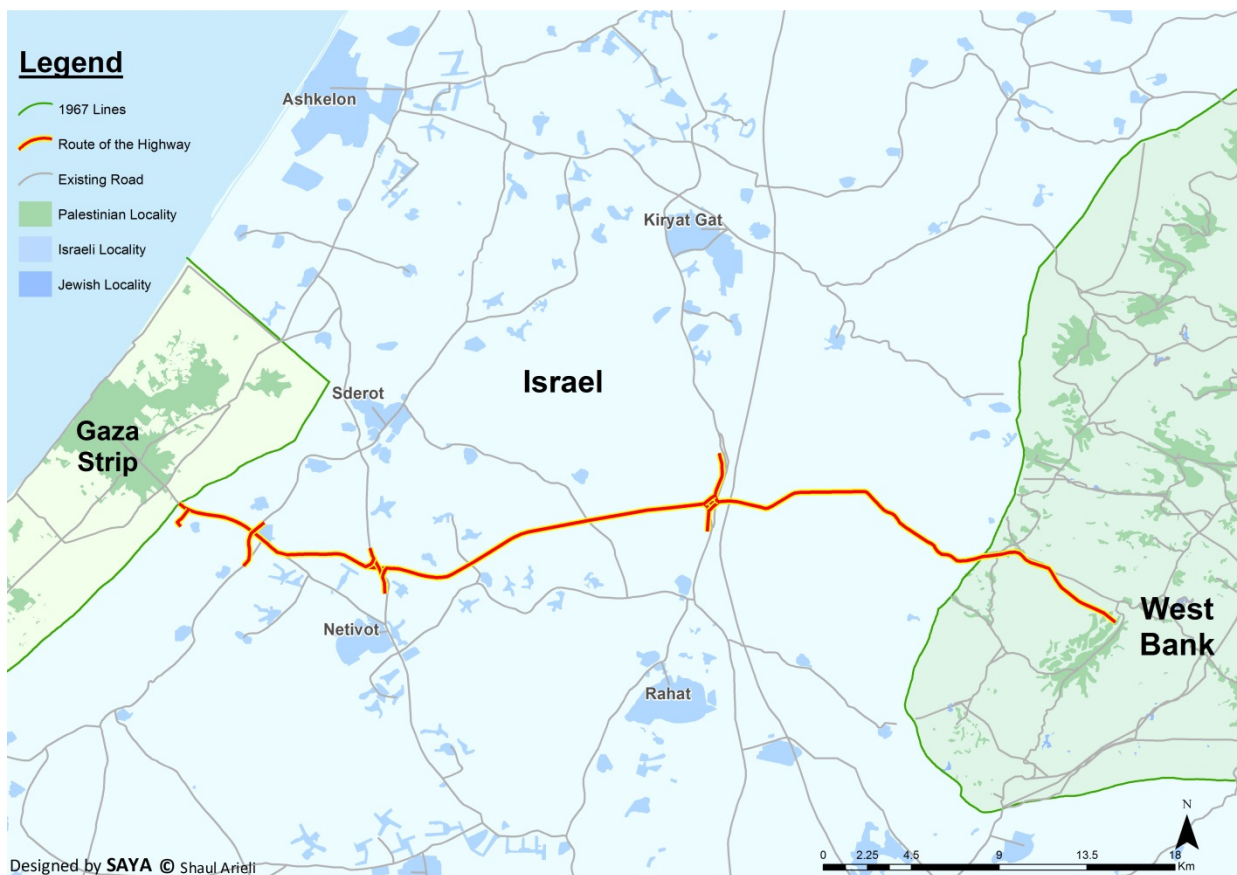 Legend
1967 Lines
Route of the Highway
Existing Road
Palestinian Locality
Israeli Locality
Jewish Locality
Ashkelon
Kiryat Gat
Israel
Sderot
Gaza
Strip
West
Bank
Netivot
Rahat
N
0 2.25 4.5 9 13.5 18
Km
Designed by SAYA © Shaul Arieli